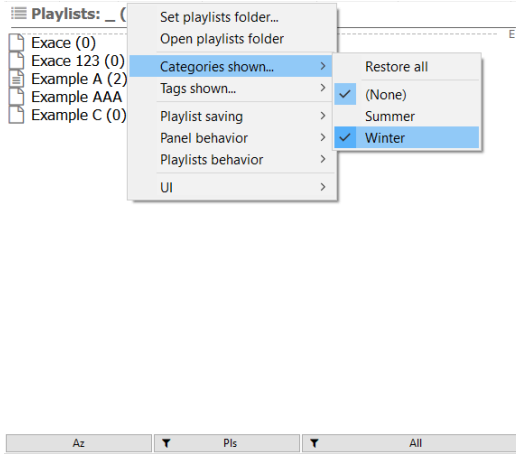 Playlists: _ (
Exace (0)
Exace 123 (0)
Example A (2)
Example AAA
Example C (0)
Set playlists folder...
Open playlists folder
Categories shown...
Tags shown...
Playlist saving
Panel behavior
Playlists behavior
UI
Restore all
(None)
Summer
Winter
E
Az
Pls
All